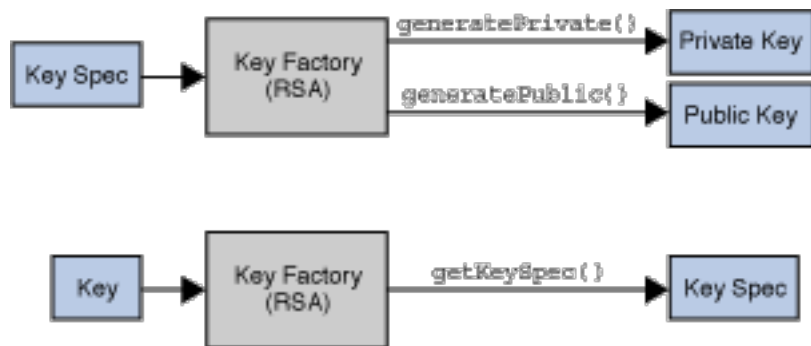 generatePrivate()
Private Key
Key Spec
Key Factory
(RSA)
generatePublic()
Public Key
Key
Key Factory
(RSA)
getKeySpec()
Key Spec